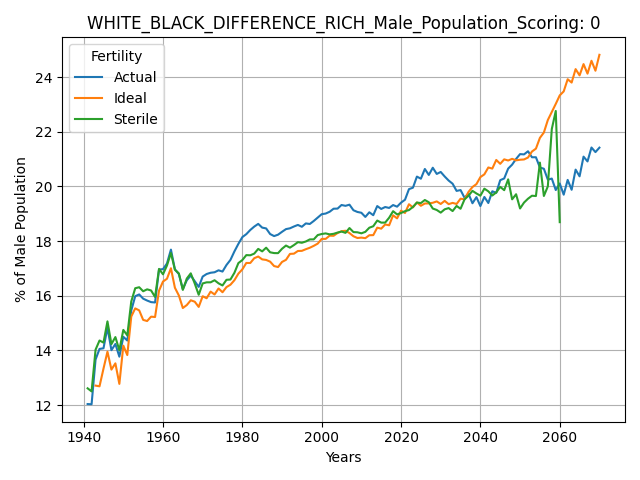 WHITE_BLACK_DIFFERENCE_RICH_Male_Population_Scoring: 0
Fertility
Actual
Ideal
Sterile
% of Male Population
24
22
20
18
16
14
12
1940 1960 1980 2000 2020 2040 2060
Years